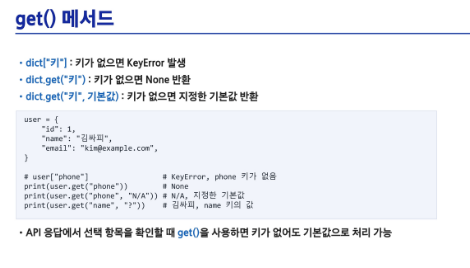 get() 메서드
• dict["키"] : 키가 없으면 KeyError 발생
• dict.get("키") : 키가 없으면 None 반환
• dict.get("키", 기본값) : 키가 없으면 지정한 기본값 반환
user = {
    "id": 1,
    "name": "김싸피",
    "email": "kim@example.com",
}
# user["phone"]                # KeyError, phone 키가 없음
print(user.get("phone"))        # None
print(user.get("phone", "N/A")) # N/A, 지정한 기본값
print(user.get("name", "?"))    # 김싸피, name 키의 값
• API 응답에서 선택 항목을 확인할 때 get()을 사용하면 키가 없어도 기본값으로 처리 가능